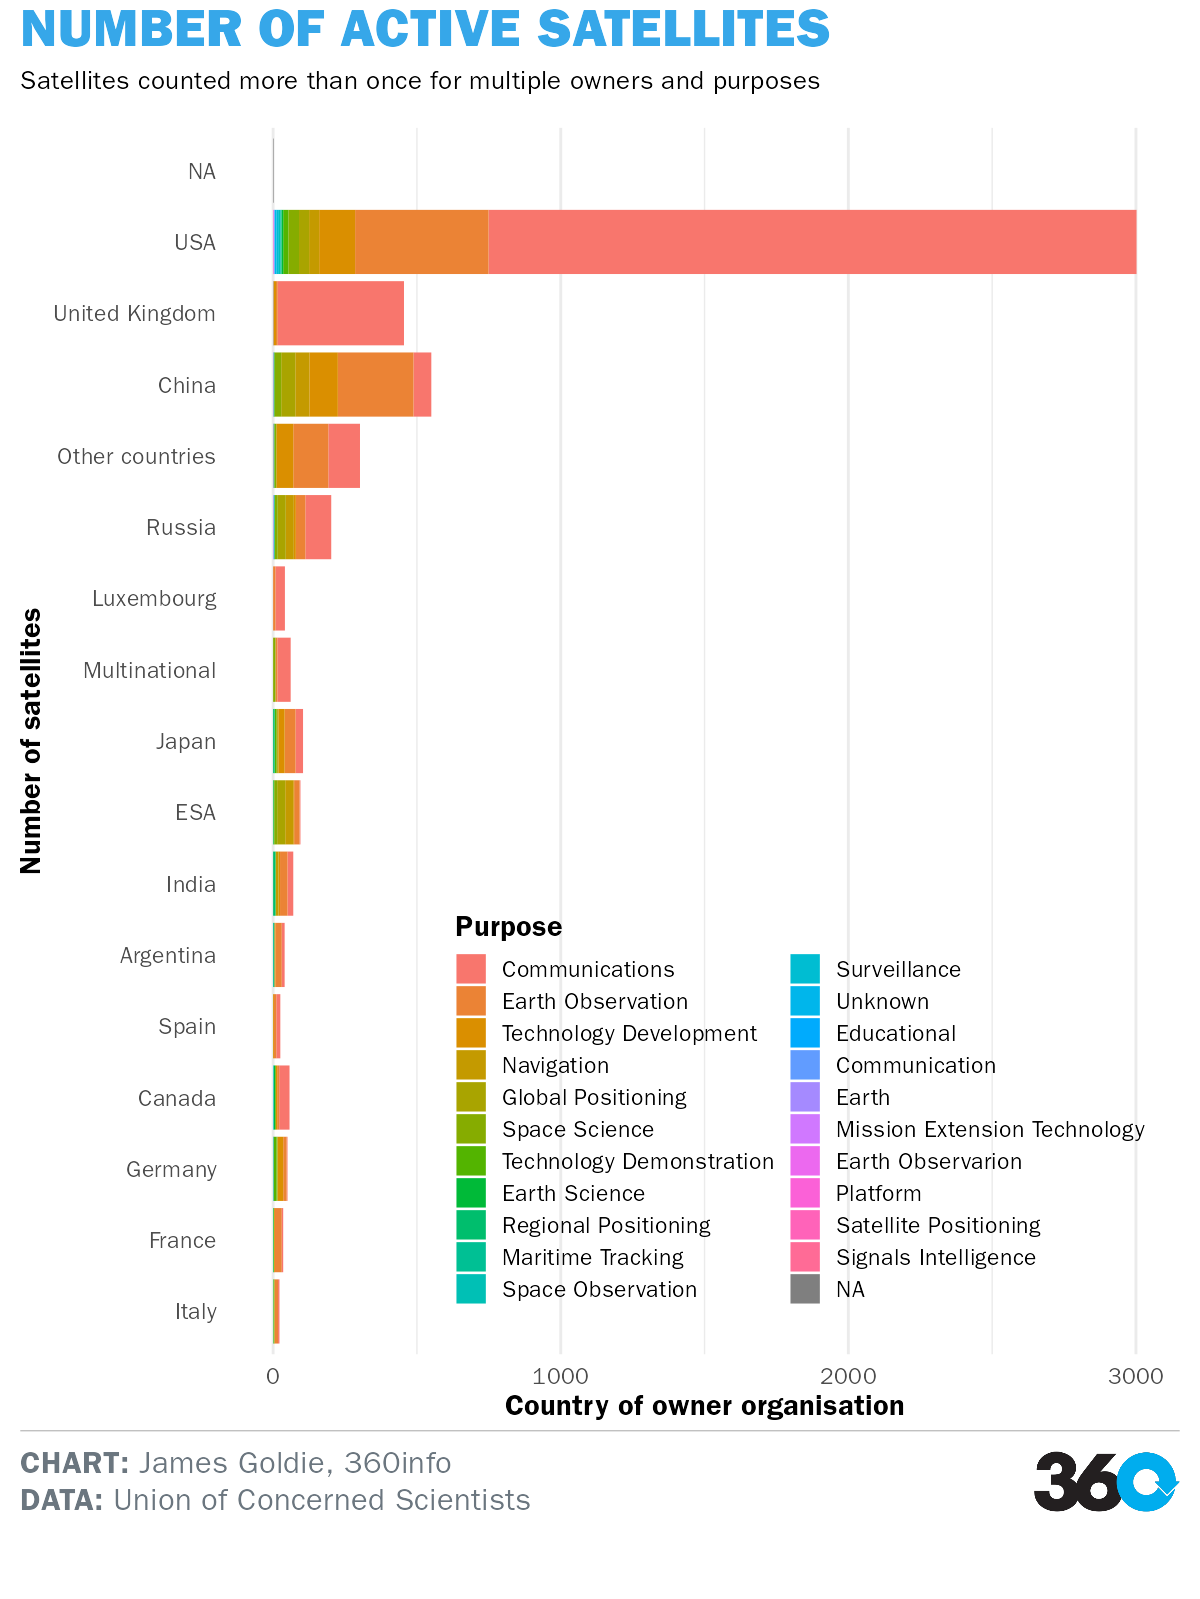 NUMBER OF ACTIVE SATELLITES
Satellites counted more than once for multiple owners and purposes
NA
USA
United Kingdom
China
Other countries
Russia
Luxembourg
Multinational
Japan
ESA
India
Argentina
Spain
Canada
Germany
France
Italy
Number of satellites
Purpose
Communications
Earth Observation
Technology Development
Navigation
Global Positioning
Space Science
Technology Demonstration
Earth Science
Regional Positioning
Maritime Tracking
Space Observation
Surveillance
Unknown
Educational
Communication
Earth
Mission Extension Technology
Earth Observarion
Platform
Satellite Positioning
Signals Intelligence
NA
0 1000 2000 3000
Country of owner organisation
CHART: James Goldie, 360info
DATA: Union of Concerned Scientists
360